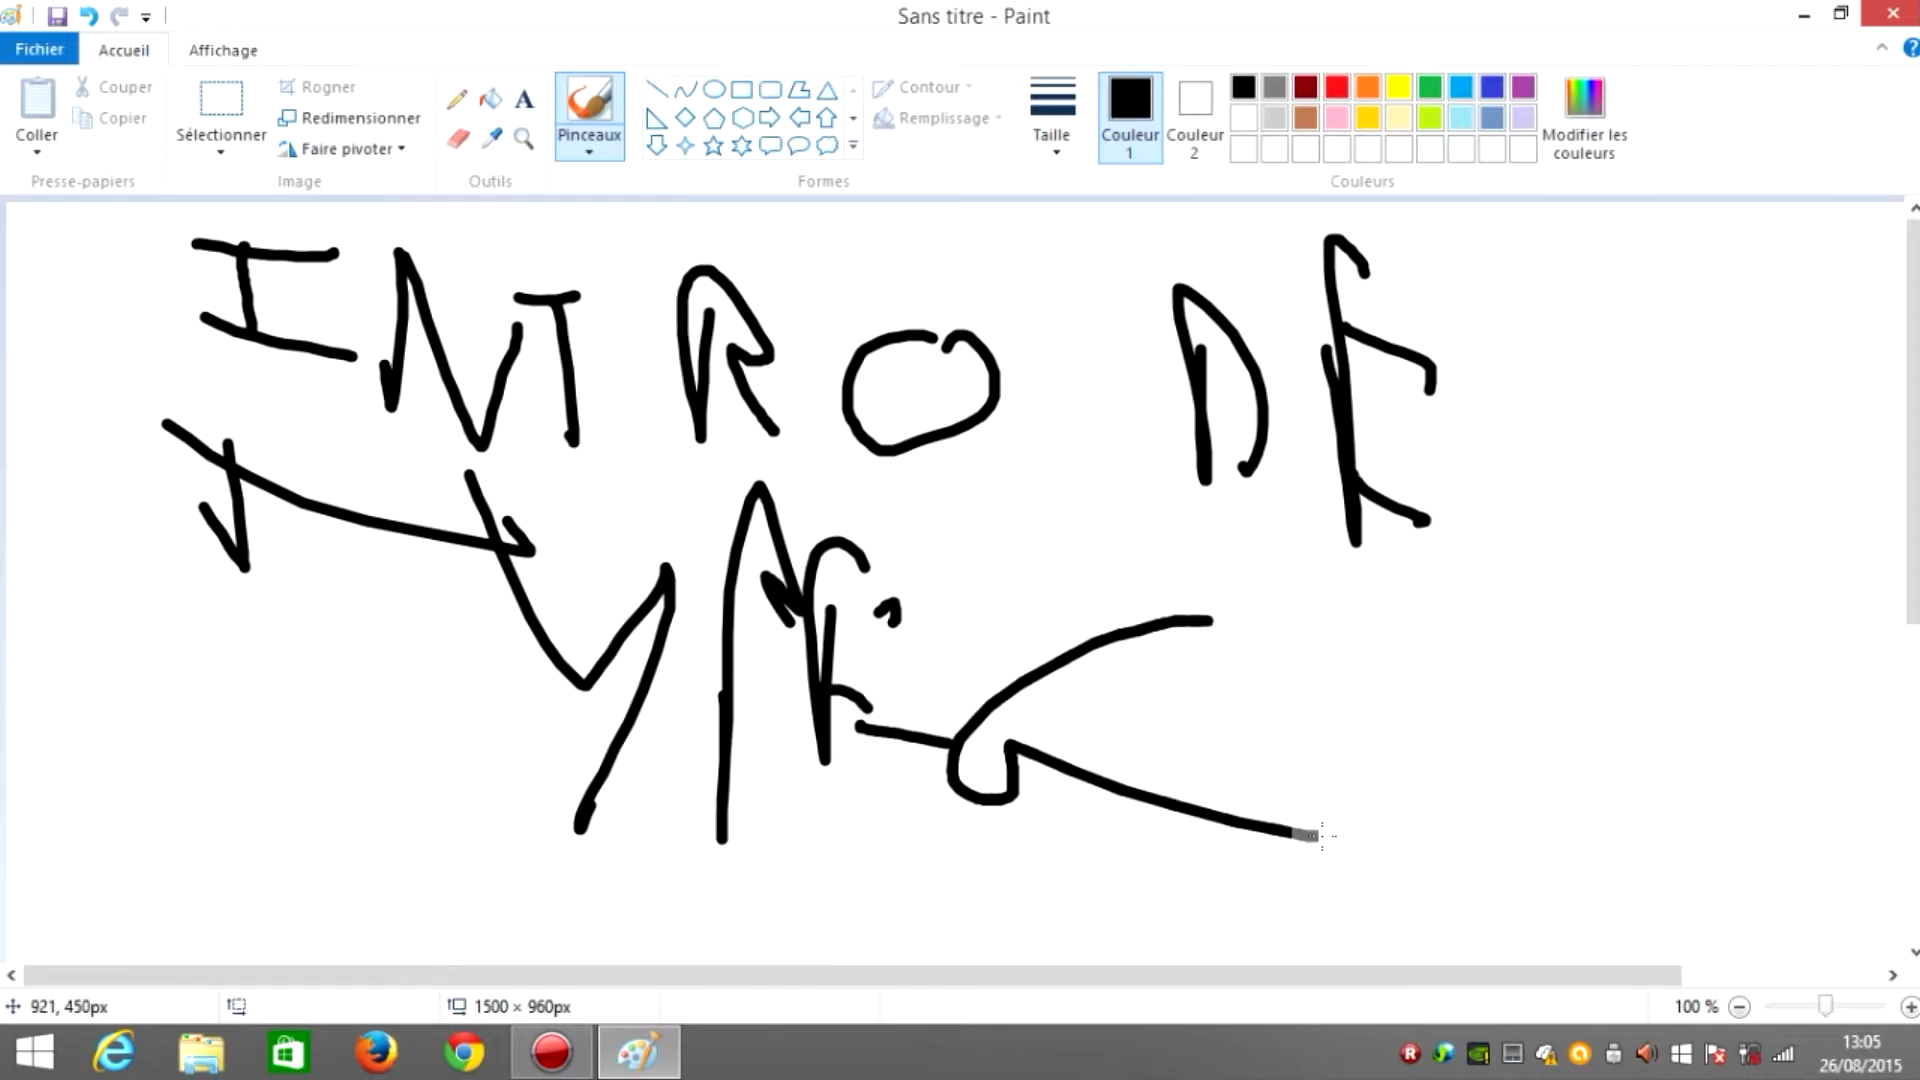 Sans titre - Paint
Fichier Accueil Affichage
Coller
Couper
Copier
Presse-papiers
Sélectionner
Rogner
Redimensionner
Faire pivoter
Image
A
Outils
Pinceaux
Formes
Contour
Remplissage
Taille
Couleur 1
Couleur 2
Modifier les couleurs
Couleurs
INTRO DE
921, 450px
1500 × 960px
100 %
13:05
26/08/2015